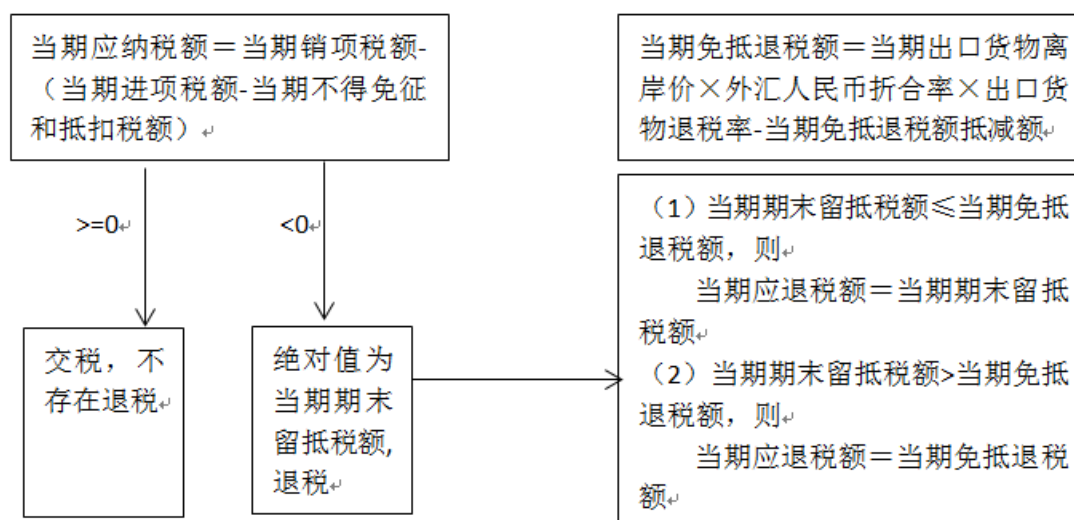 当期应纳税额＝当期销项税额-
（当期进项税额-当期不得免征
和抵扣税额）
当期免抵退税额＝当期出口货物离
岸价×外汇人民币折合率×出口货
物退税率-当期免抵退税额抵减额
>=0
<0
交税，不
存在退税
绝对值为
当期期末
留抵税额,
退税
（1）当期期末留抵税额≤当期免抵
退税额，则
当期应退税额＝当期期末留抵
税额
（2）当期期末留抵税额>当期免抵
退税额，则
当期应退税额＝当期免抵退税
额